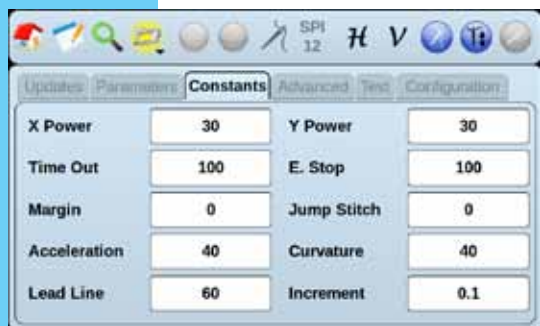 SPI
12
H V T
Updates Parameters Constants Advanced Test Configuration
X Power 30 Y Power 30
Time Out 100 E. Stop 100
Margin 0 Jump Stitch 0
Acceleration 40 Curvature 40
Lead Line 60 Increment 0.1